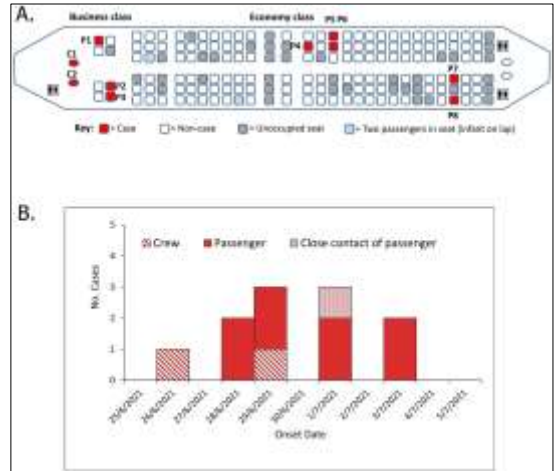 A.
Business class
Economy class
P5 P6
P1
C1
C2
P2
P3
P4
P7
P8
Key: = Case = Non-case = Unoccupied seat = Two passengers in seat (infant on lap)
B.
Crew Passenger Close contact of passenger
No. Cases
5
4
3
2
1
0
25/6/2021
26/6/2021
27/6/2021
28/6/2021
29/6/2021
30/6/2021
1/7/2021
2/7/2021
3/7/2021
4/7/2021
5/7/2021
Onset Date